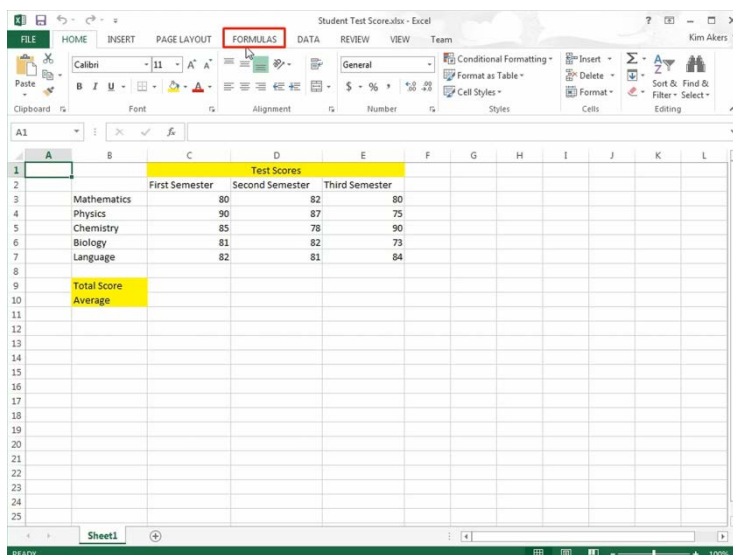 Student Test Score.xlsx - Excel
FILE HOME INSERT PAGE LAYOUT FORMULAS DATA REVIEW VIEW Team Kim Akers
Calibri 11 General Conditional Formatting Insert
Paste Format as Table Delete
B I U A $ % , Cell Styles Format Sort & Filter Find & Select
Clipboard Font Alignment Number Styles Cells Editing
A1 fx
A B C D E F G H I J K L
1 Test Scores
2 First Semester Second Semester Third Semester
3 Mathematics 80 82 80
4 Physics 90 87 75
5 Chemistry 85 78 90
6 Biology 81 82 73
7 Language 82 81 84
8
9 Total Score
10 Average
11
12
13
14
15
16
17
18
19
20
21
22
23
24
25
Sheet1
READY 100%